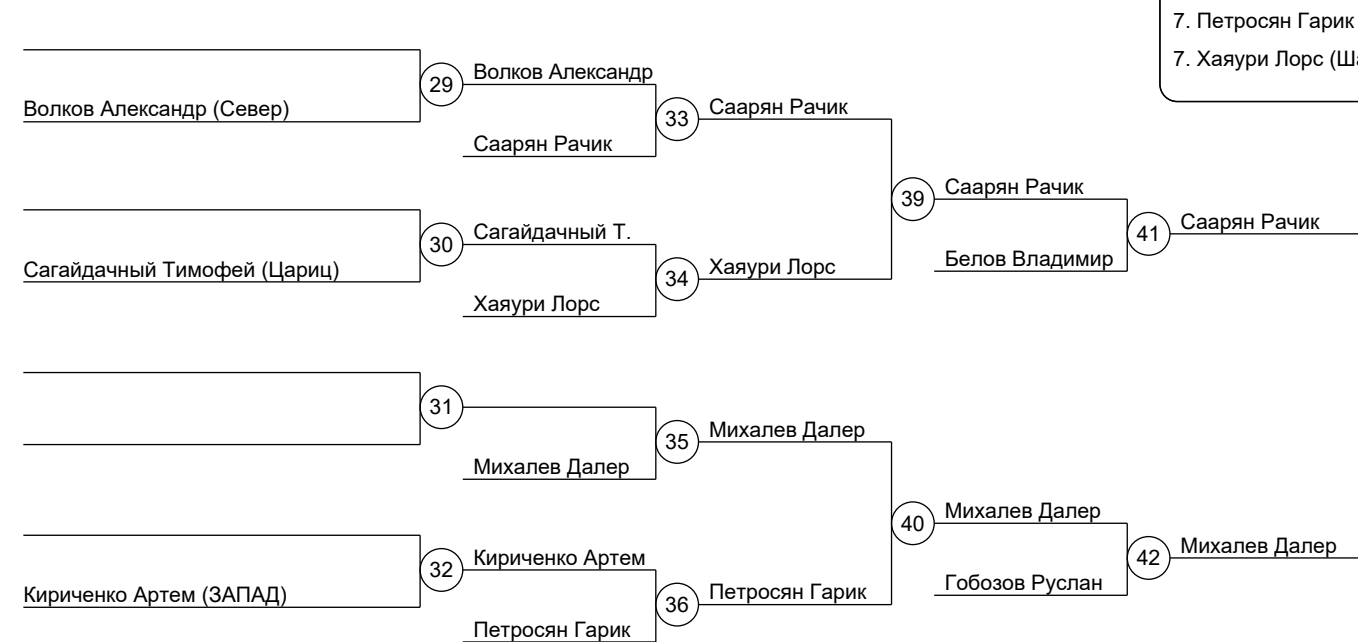 7. Петросян Гарик
7. Хаяури Лорс
29
Волков Александр
Волков Александр (Север)
33
Саарян Рачик
Саарян Рачик
39
Саарян Рачик
30
Сагайдачный Т.
41
Саарян Рачик
Сагайдачный Тимофей (Цариц)
34
Хаяури Лорс
Белов Владимир
Хаяури Лорс
31
35
Михалев Далер
Михалев Далер
40
Михалев Далер
32
Кириченко Артем
42
Михалев Далер
Кириченко Артем (ЗАПАД)
36
Петросян Гарик
Гобозов Руслан
Петросян Гарик